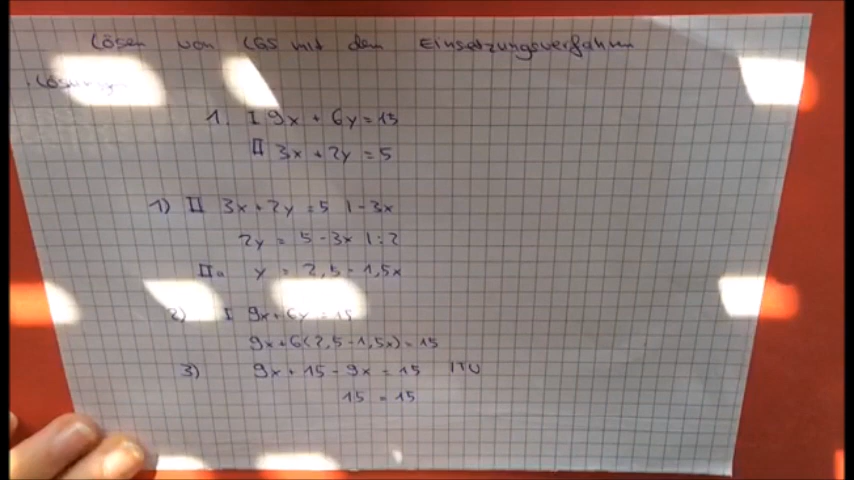 Lösen von LGS mit dem Einsetzungsverfahren
Lösungen
1. I 9x + 6y = 15
II 3x + 2y = 5
1) II 3x + 2y = 5 | - 3x
2y = 5 - 3x | : 2
IIa y = 2,5 - 1,5x
2) I 9x + 6y = 15
9x + 6(2,5 - 1,5x) = 15
3) 9x + 15 - 9x = 15
15 = 15